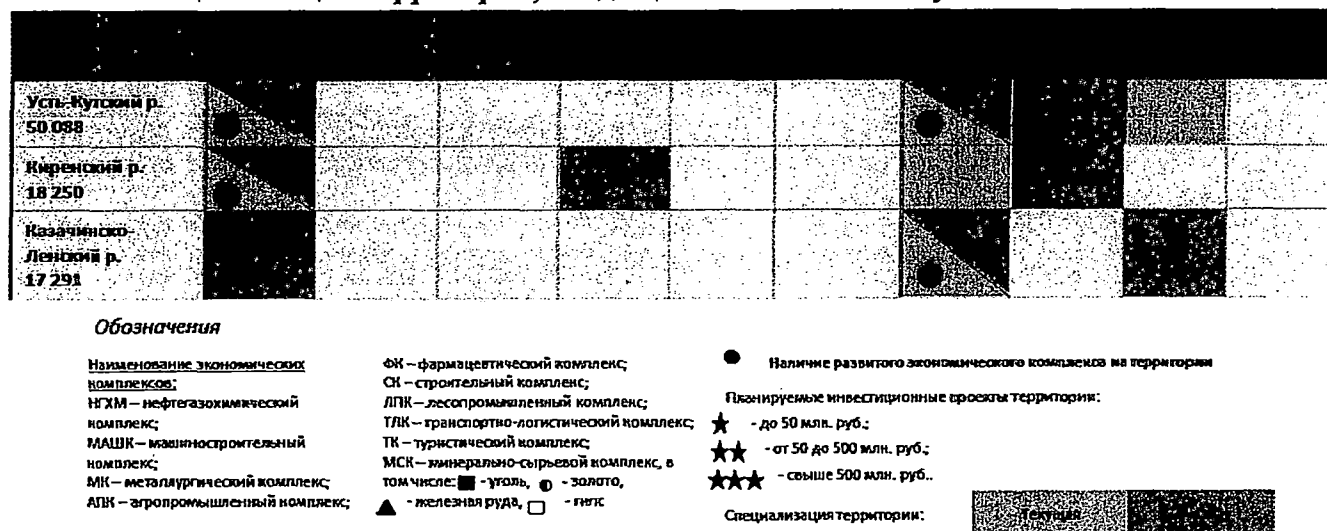 Усть-Кутский р.
50 088
Киренский р.
18 250
Казачинско-
Ленский р.
17 291
Обозначения
Наименование экономических
комплексов:
НГХМ – нефтегазохимический
комплекс;
МАШК – машиностроительный
комплекс;
МК – металлургический комплекс;
АПК – агропромышленный комплекс;
ФК – фармацевтический комплекс;
СК – строительный комплекс;
ЛПК – лесопромышленный комплекс;
ТЛК – транспортно-логистический комплекс;
ТК – туристический комплекс;
МСК – минерально-сырьевой комплекс, в
том числе: - уголь, - золото,
- железная руда, - гипс
Наличие развитого экономического комплекса на территории
Планируемые инвестиционные проекты территории:
- до 50 млн. руб.;
- от 50 до 500 млн. руб.;
- свыше 500 млн. руб..
Специализация территории:
Текущая